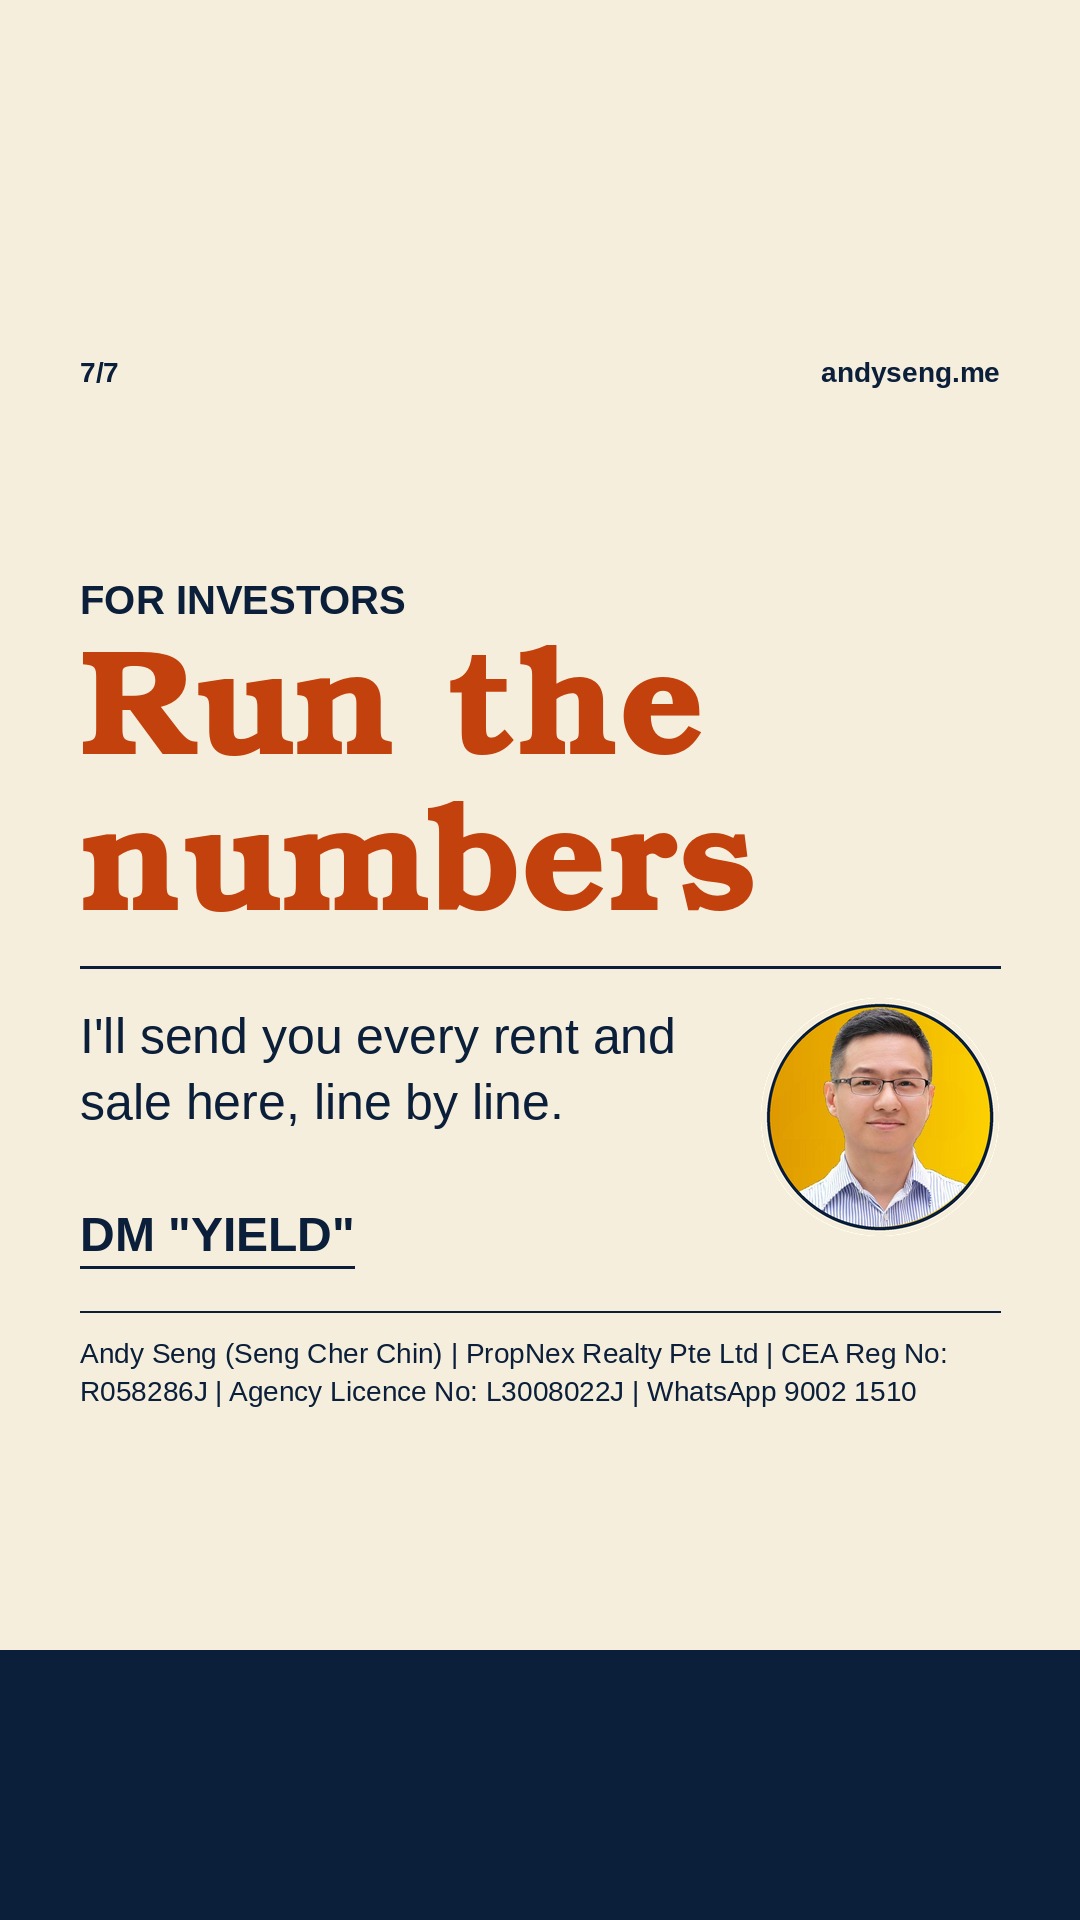 7/7
andyseng.me
FOR INVESTORS
Run the
numbers
I'll send you every rent and
sale here, line by line.
DM "YIELD"
Andy Seng (Seng Cher Chin) | PropNex Realty Pte Ltd | CEA Reg No:
R058286J | Agency Licence No: L3008022J | WhatsApp 9002 1510